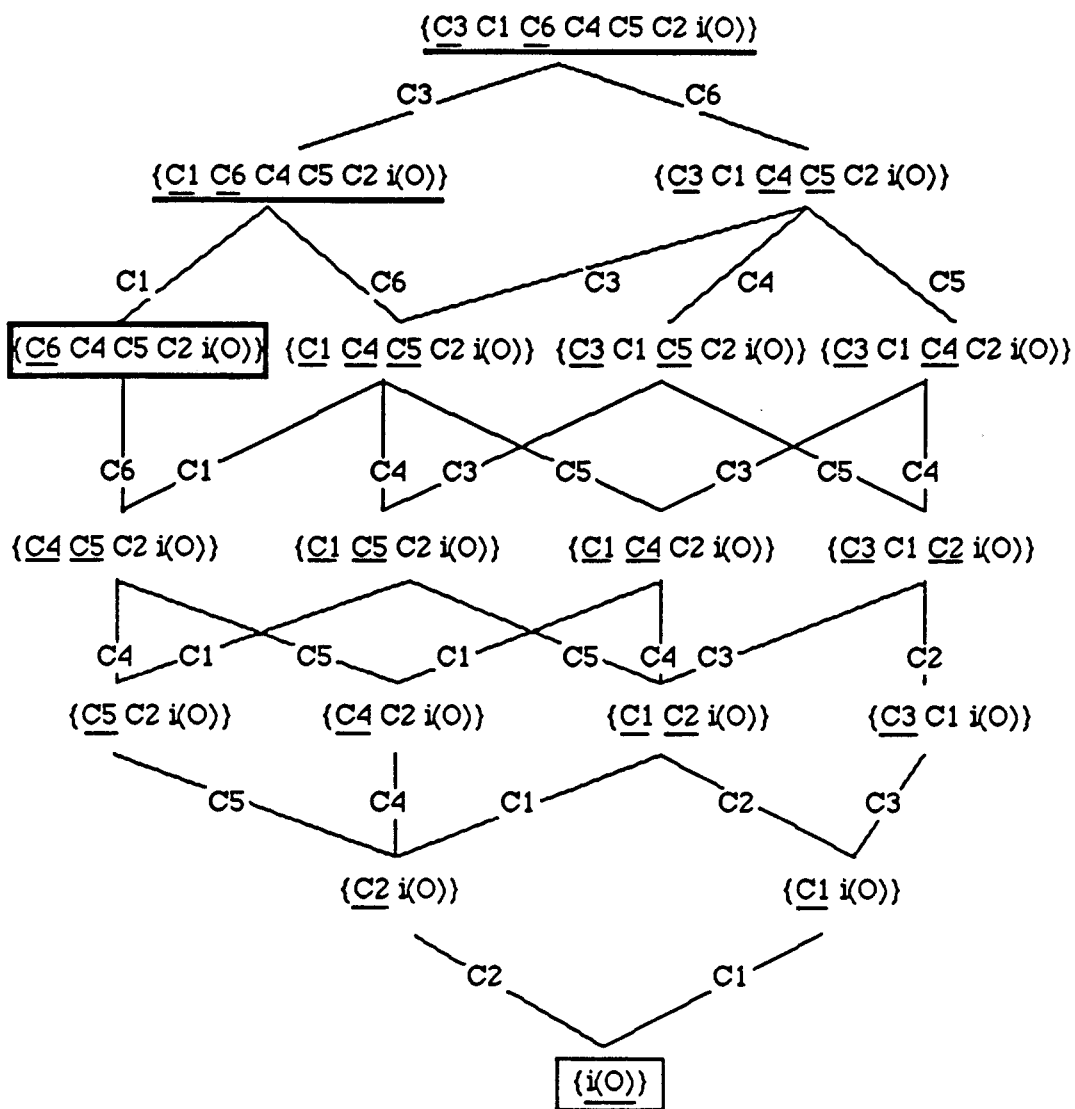 {C3 C1 C6 C4 C5 C2 i(O)}
C3 C6
{C1 C6 C4 C5 C2 i(O)} {C3 C1 C4 C5 C2 i(O)}
C1 C6 C3 C4 C5
{C6 C4 C5 C2 i(O)} {C1 C4 C5 C2 i(O)} {C3 C1 C5 C2 i(O)} {C3 C1 C4 C2 i(O)}
C6 C1 C4 C3 C5 C3 C5 C4
{C4 C5 C2 i(O)} {C1 C5 C2 i(O)} {C1 C4 C2 i(O)} {C3 C1 C2 i(O)}
C4 C1 C5 C1 C5 C4 C3 C2
{C5 C2 i(O)} {C4 C2 i(O)} {C1 C2 i(O)} {C3 C1 i(O)}
C5 C4 C1 C2 C3
{C2 i(O)} {C1 i(O)}
C2 C1
{i(O)}